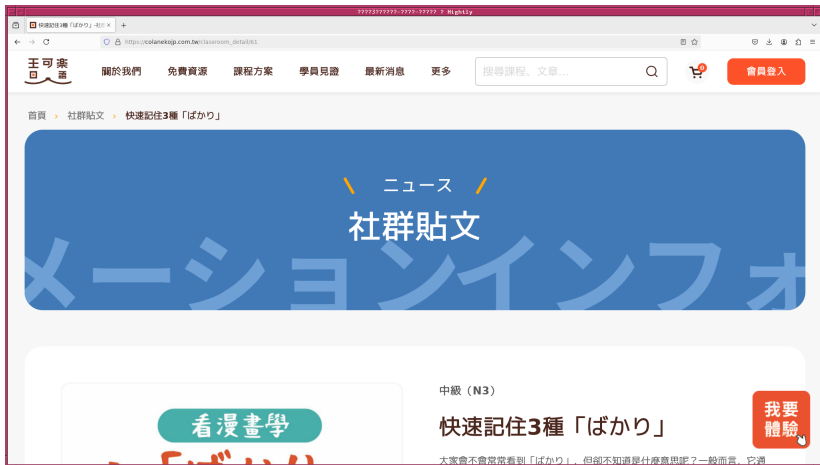 ????3??????-????-????? ? Nightly
快速記住3種「ばかり」-社群
https://colanekojp.com.tw/classroom_detail/61
王可樂
日の語
關於我們
免費資源
課程方案
學員見證
最新消息
更多
搜尋課程、文章...
0
會員登入
首頁 › 社群貼文 › 快速記住3種「ばかり」
ニュース
社群貼文
メーションインフォ
中級（N3）
看漫畫學
快速記住3種「ばかり」
「ばかり
大家會不會常常看到「ばかり」，但卻不知道是什麼意思呢？一般而言，它通
我要
體驗